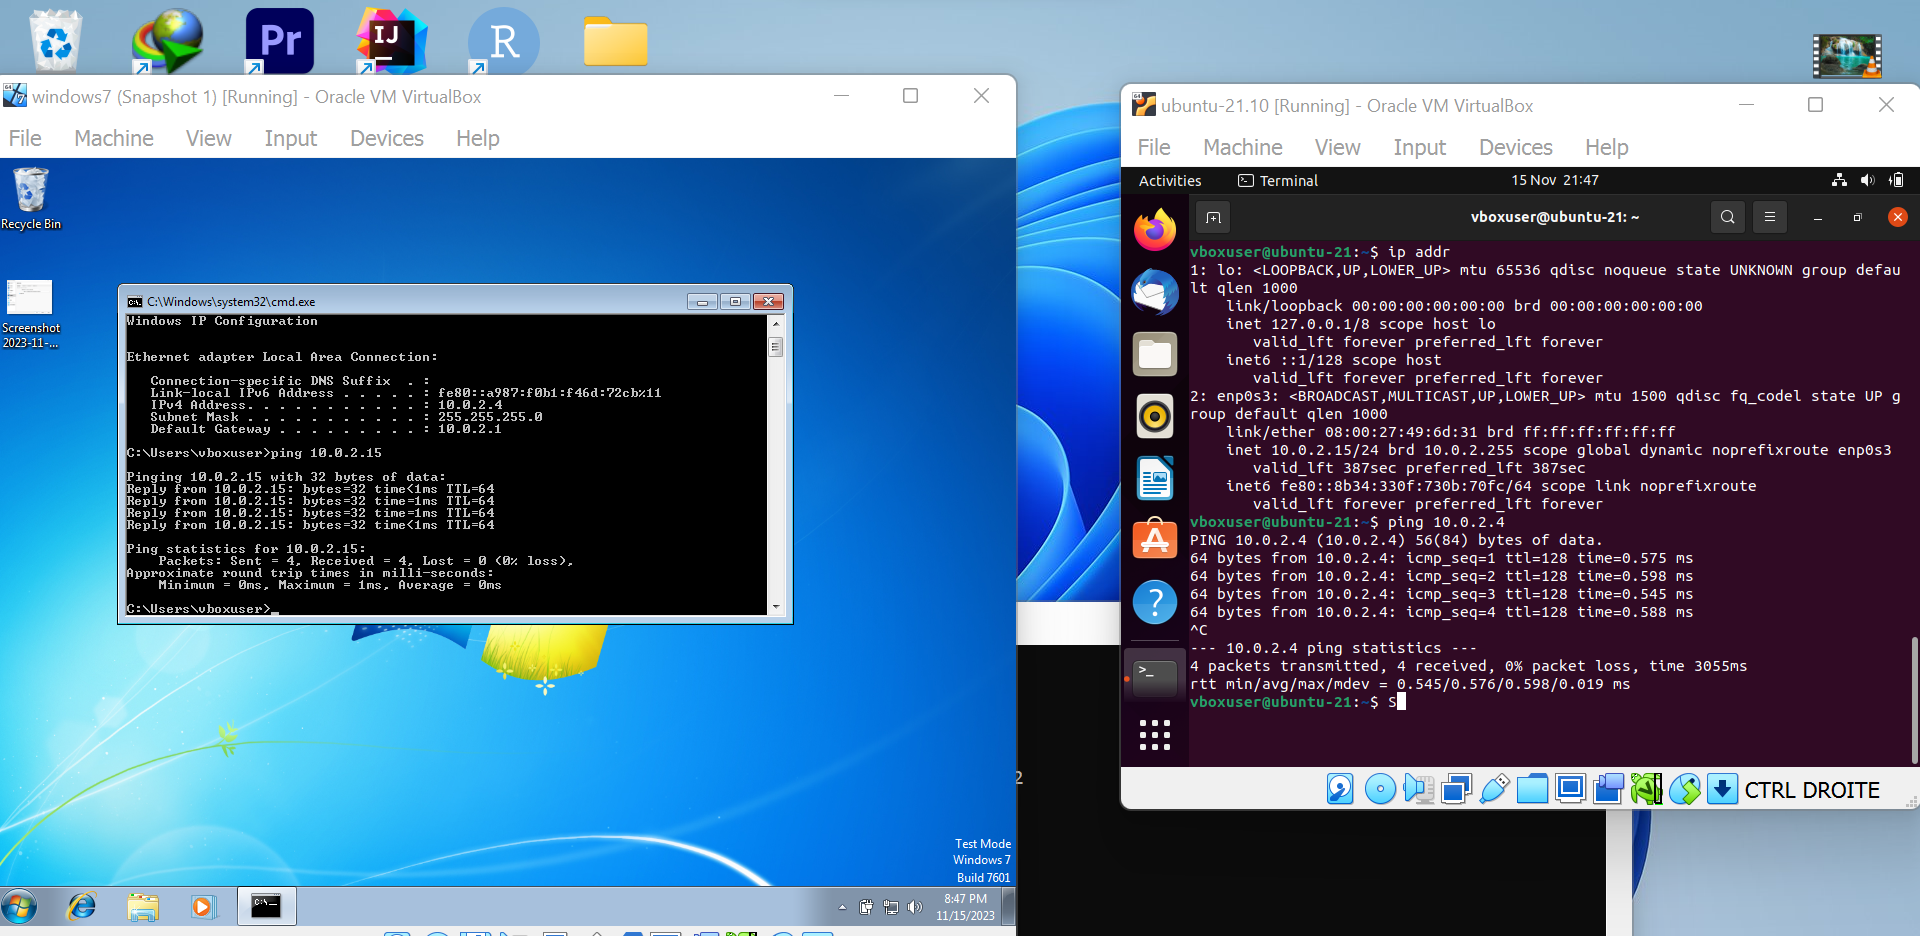 Pr
IJ
R
windows7 (Snapshot 1) [Running] - Oracle VM VirtualBox
File Machine View Input Devices Help
Recycle Bin
Screenshot
2023-11-...
C:\Windows\system32\cmd.exe
Windows IP Configuration
Ethernet adapter Local Area Connection:
Connection-specific DNS Suffix . :
Link-local IPv6 Address . . . . . : fe80::a987:f0b1:f46d:72cb%11
IPv4 Address. . . . . . . . . . . : 10.0.2.4
Subnet Mask . . . . . . . . . . . : 255.255.255.0
Default Gateway . . . . . . . . . : 10.0.2.1
C:\Users\vboxuser>ping 10.0.2.15
Pinging 10.0.2.15 with 32 bytes of data:
Reply from 10.0.2.15: bytes=32 time<1ms TTL=64
Reply from 10.0.2.15: bytes=32 time=1ms TTL=64
Reply from 10.0.2.15: bytes=32 time=1ms TTL=64
Reply from 10.0.2.15: bytes=32 time<1ms TTL=64
Ping statistics for 10.0.2.15:
Packets: Sent = 4, Received = 4, Lost = 0 (0% loss),
Approximate round trip times in milli-seconds:
Minimum = 0ms, Maximum = 1ms, Average = 0ms
C:\Users\vboxuser>_
Test Mode
Windows 7
Build 7601
8:47 PM
11/15/2023
ubuntu-21.10 [Running] - Oracle VM VirtualBox
File Machine View Input Devices Help
Activities Terminal 15 Nov 21:47
vboxuser@ubuntu-21: ~
vboxuser@ubuntu-21:~$ ip addr
1: lo: <LOOPBACK,UP,LOWER_UP> mtu 65536 qdisc noqueue state UNKNOWN group defau
lt qlen 1000
link/loopback 00:00:00:00:00:00 brd 00:00:00:00:00:00
inet 127.0.0.1/8 scope host lo
valid_lft forever preferred_lft forever
inet6 ::1/128 scope host
valid_lft forever preferred_lft forever
2: enp0s3: <BROADCAST,MULTICAST,UP,LOWER_UP> mtu 1500 qdisc fq_codel state UP g
roup default qlen 1000
link/ether 08:00:27:49:6d:31 brd ff:ff:ff:ff:ff:ff
inet 10.0.2.15/24 brd 10.0.2.255 scope global dynamic noprefixroute enp0s3
valid_lft 387sec preferred_lft 387sec
inet6 fe80::8b34:330f:730b:70fc/64 scope link noprefixroute
valid_lft forever preferred_lft forever
vboxuser@ubuntu-21:~$ ping 10.0.2.4
PING 10.0.2.4 (10.0.2.4) 56(84) bytes of data.
64 bytes from 10.0.2.4: icmp_seq=1 ttl=128 time=0.575 ms
64 bytes from 10.0.2.4: icmp_seq=2 ttl=128 time=0.598 ms
64 bytes from 10.0.2.4: icmp_seq=3 ttl=128 time=0.545 ms
64 bytes from 10.0.2.4: icmp_seq=4 ttl=128 time=0.588 ms
^C
--- 10.0.2.4 ping statistics ---
4 packets transmitted, 4 received, 0% packet loss, time 3055ms
rtt min/avg/max/mdev = 0.545/0.576/0.598/0.019 ms
vboxuser@ubuntu-21:~$ S
2
CTRL DROITE